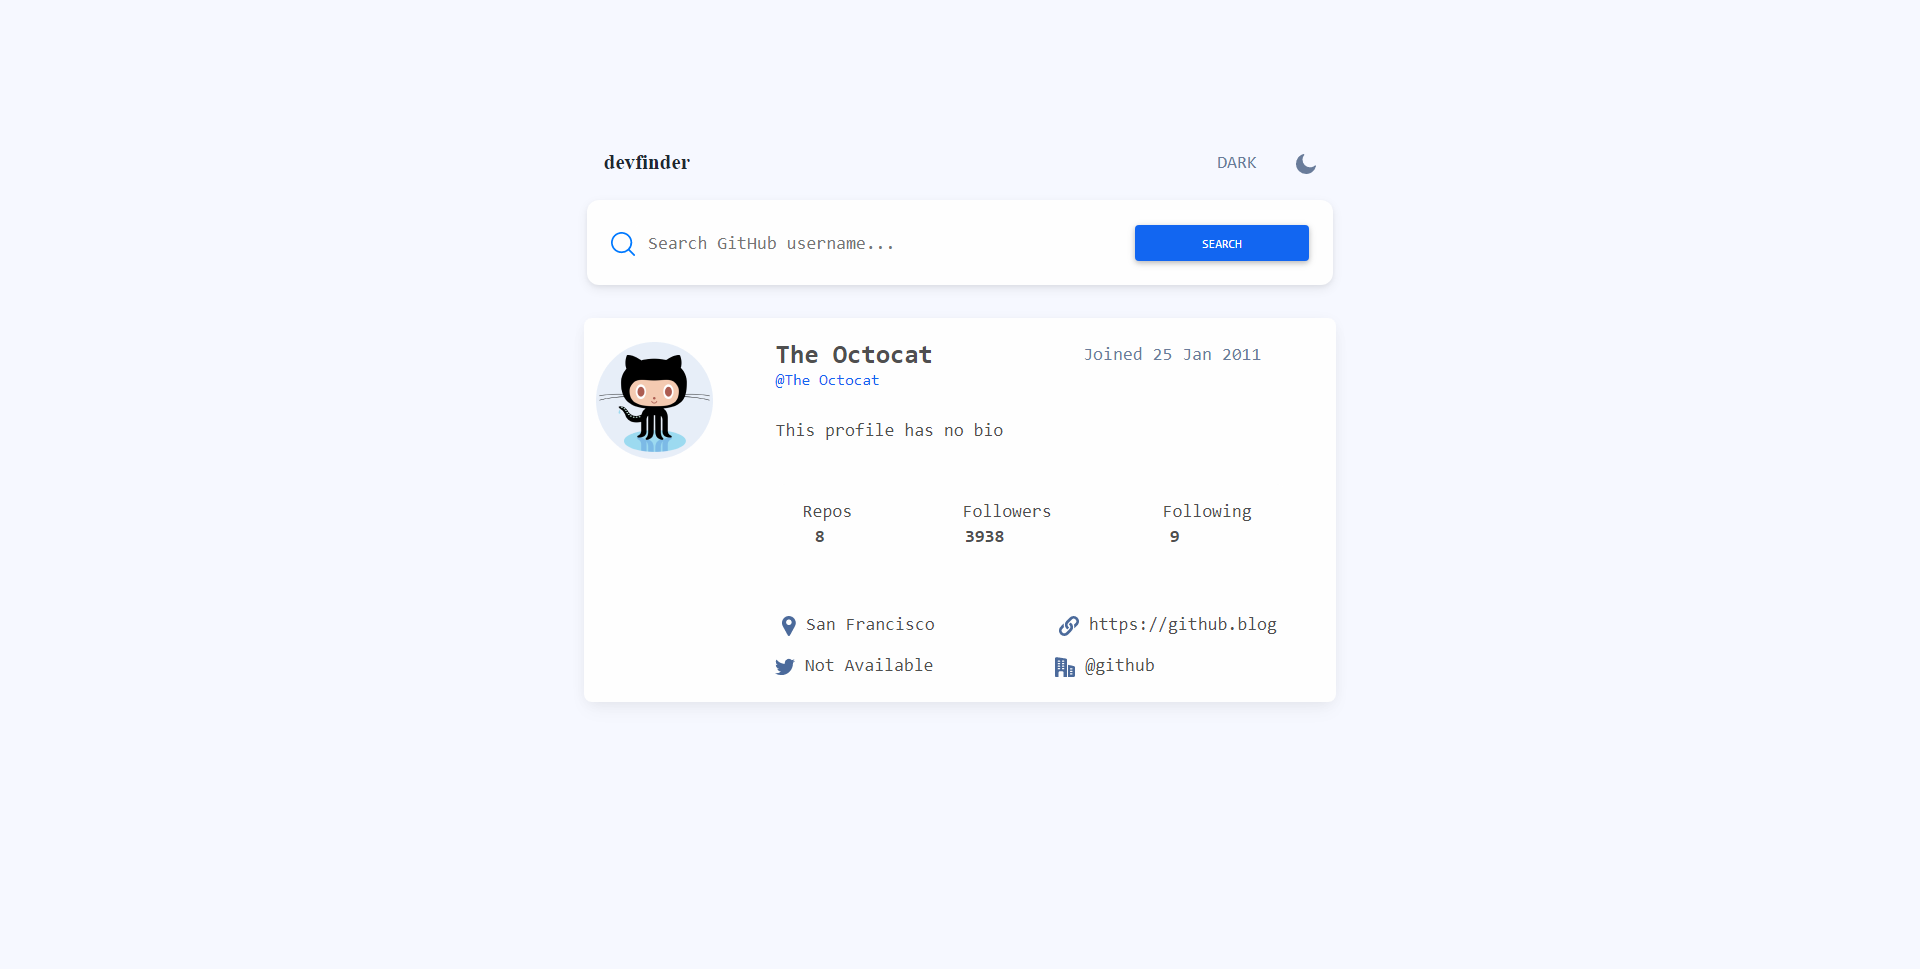 devfinder DARK
Search GitHub username... SEARCH
The Octocat Joined 25 Jan 2011
@The Octocat
This profile has no bio
Repos Followers Following
8 3938 9
San Francisco https://github.blog
Not Available @github